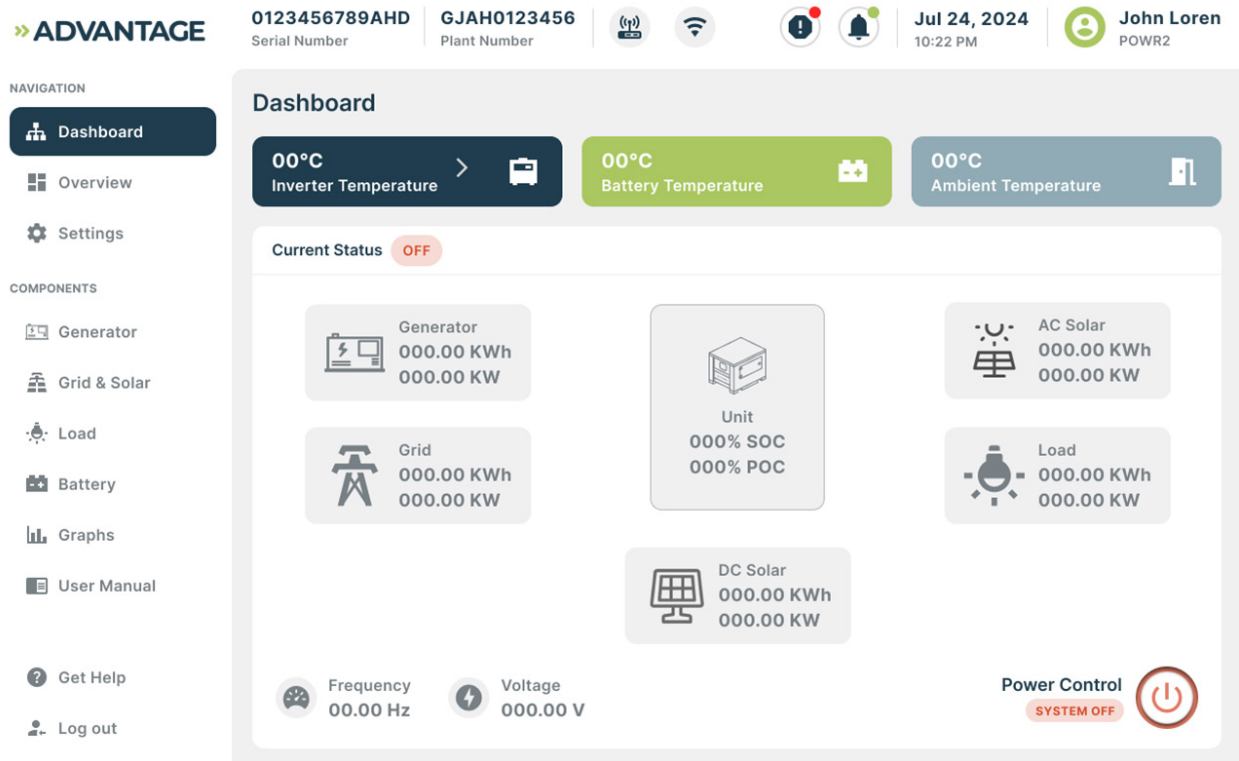 ADVANTAGE
0123456789AHD
Serial Number
GJAH0123456
Plant Number
Jul 24, 2024
10:22 PM
John Loren
POWR2
NAVIGATION
Dashboard
Overview
Settings
COMPONENTS
Generator
Grid & Solar
Load
Battery
Graphs
User Manual
Get Help
Log out
Dashboard
00°C
Inverter Temperature
00°C
Battery Temperature
00°C
Ambient Temperature
Current Status OFF
Generator
000.00 KWh
000.00 KW
Grid
000.00 KWh
000.00 KW
Unit
000% SOC
000% POC
AC Solar
000.00 KWh
000.00 KW
Load
000.00 KWh
000.00 KW
DC Solar
000.00 KWh
000.00 KW
Frequency
00.00 Hz
Voltage
000.00 V
Power Control
SYSTEM OFF